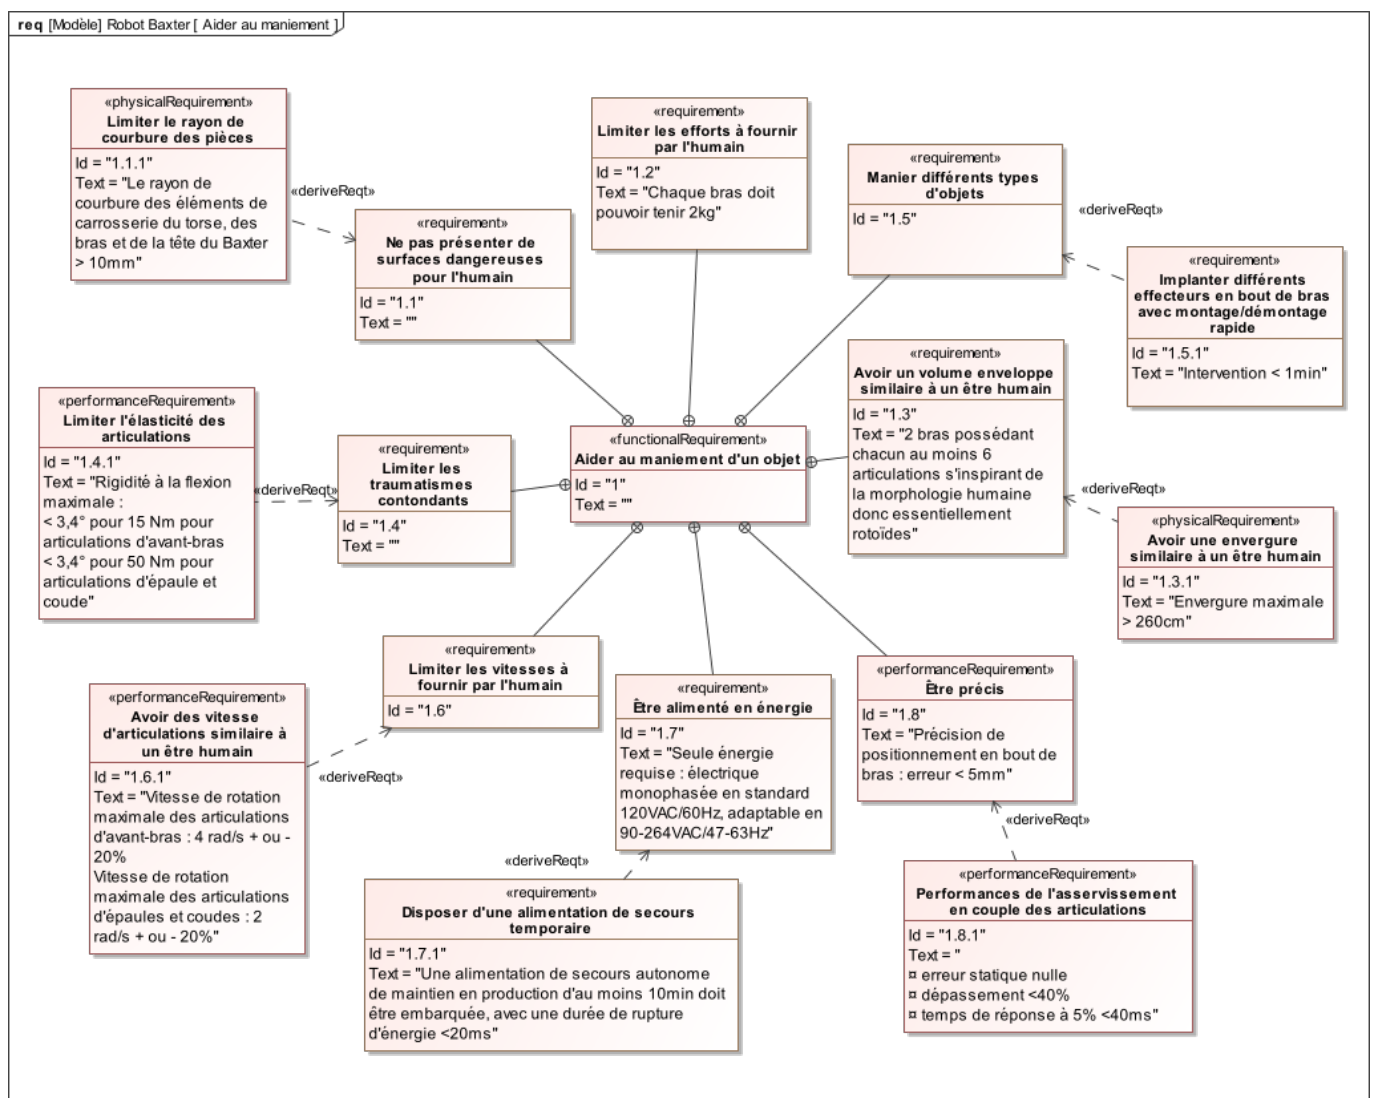 req [Modèle] Robot Baxter [ Aider au maniement ]
«physicalRequirement»
Limiter le rayon de
courbure des pièces
Id = "1.1.1"
Text = "Le rayon de
courbure des éléments de
carrosserie du torse, des
bras et de la tête du Baxter
> 10mm"
«deriveReqt»
«requirement»
Ne pas présenter de
surfaces dangereuses
pour l'humain
Id = "1.1"
Text = ""
«requirement»
Limiter les efforts à fournir
par l'humain
Id = "1.2"
Text = "Chaque bras doit
pouvoir tenir 2kg"
«requirement»
Manier différents types
d'objets
Id = "1.5"
«deriveReqt»
«requirement»
Implanter différents
effecteurs en bout de bras
avec montage/démontage
rapide
Id = "1.5.1"
Text = "Intervention < 1min"
«requirement»
Avoir un volume enveloppe
similaire à un être humain
Id = "1.3"
Text = "2 bras possédant
chacun au moins 6
articulations s'inspirant de
la morphologie humaine
donc essentiellement
rotoïdes"
«deriveReqt»
«physicalRequirement»
Avoir une envergure
similaire à un être humain
Id = "1.3.1"
Text = "Envergure maximale
> 260cm"
«functionalRequirement»
Aider au maniement d'un objet
Id = "1"
Text = ""
«performanceRequirement»
Limiter l'élasticité des
articulations
Id = "1.4.1"
Text = "Rigidité à la flexion
maximale :
< 3,4° pour 15 Nm pour
articulations d'avant-bras
< 3,4° pour 50 Nm pour
articulations d'épaule et
coude"
«deriveReqt»
«requirement»
Limiter les
traumatismes
contondants
Id = "1.4"
Text = ""
«requirement»
Limiter les vitesses à
fournir par l'humain
Id = "1.6"
«performanceRequirement»
Avoir des vitesse
d'articulations similaire à
un être humain
Id = "1.6.1"
Text = "Vitesse de rotation
maximale des articulations
d'avant-bras : 4 rad/s + ou -
20%
Vitesse de rotation
maximale des articulations
d'épaules et coudes : 2
rad/s + ou - 20%"
«deriveReqt»
«requirement»
Être alimenté en énergie
Id = "1.7"
Text = "Seule énergie
requise : électrique
monophasée en standard
120VAC/60Hz, adaptable en
90-264VAC/47-63Hz"
«deriveReqt»
«requirement»
Disposer d'une alimentation de secours
temporaire
Id = "1.7.1"
Text = "Une alimentation de secours autonome
de maintien en production d'au moins 10min doit
être embarquée, avec une durée de rupture
d'énergie <20ms"
«performanceRequirement»
Être précis
Id = "1.8"
Text = "Précision de
positionnement en bout de
bras : erreur < 5mm"
«deriveReqt»
«performanceRequirement»
Performances de l'asservissement
en couple des articulations
Id = "1.8.1"
Text = "
¤ erreur statique nulle
¤ dépassement <40%
¤ temps de réponse à 5% <40ms"